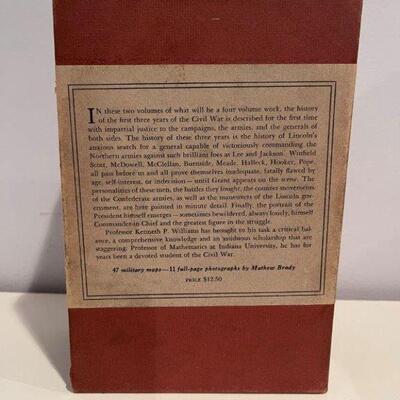 IN these two volumes of what will be a four volume work, the history
of the first three years of the Civil War is described for the first time
with impartial justice to the campaigns, the armies, and the generals of
both sides. The history of these three years is the history of Lincoln's
anxious search for a general capable of victoriously commanding the
Northern armies against such brilliant foes as Lee and Jackson. Winfield
Scott, McDowell, McClellan, Burnside, Meade, Halleck, Hooker, Pope,
all pass before us and all prove themselves inadequate, fatally flawed by
age, self-interest, or indecision — until Grant appears on the scene. The
personalities of these men, the battles they fought, the counter movements
of the Confederate armies, as well as the maneuvers of the Lincoln gov-
ernment, are here painted in minute detail. Finally, the portrait of the
President himself emerges — sometimes bewildered, always lonely, himself
Commander-in-Chief and the greatest figure in the struggle.
Professor Kenneth P. Williams has brought to his task a critical bal-
ance, a comprehensive knowledge and an assiduous scholarship that are
staggering. Professor of Mathematics at Indiana University, he has for
years been a devoted student of the Civil War.
47 military maps — 11 full-page photographs by Mathew Brady
PRICE $12.50